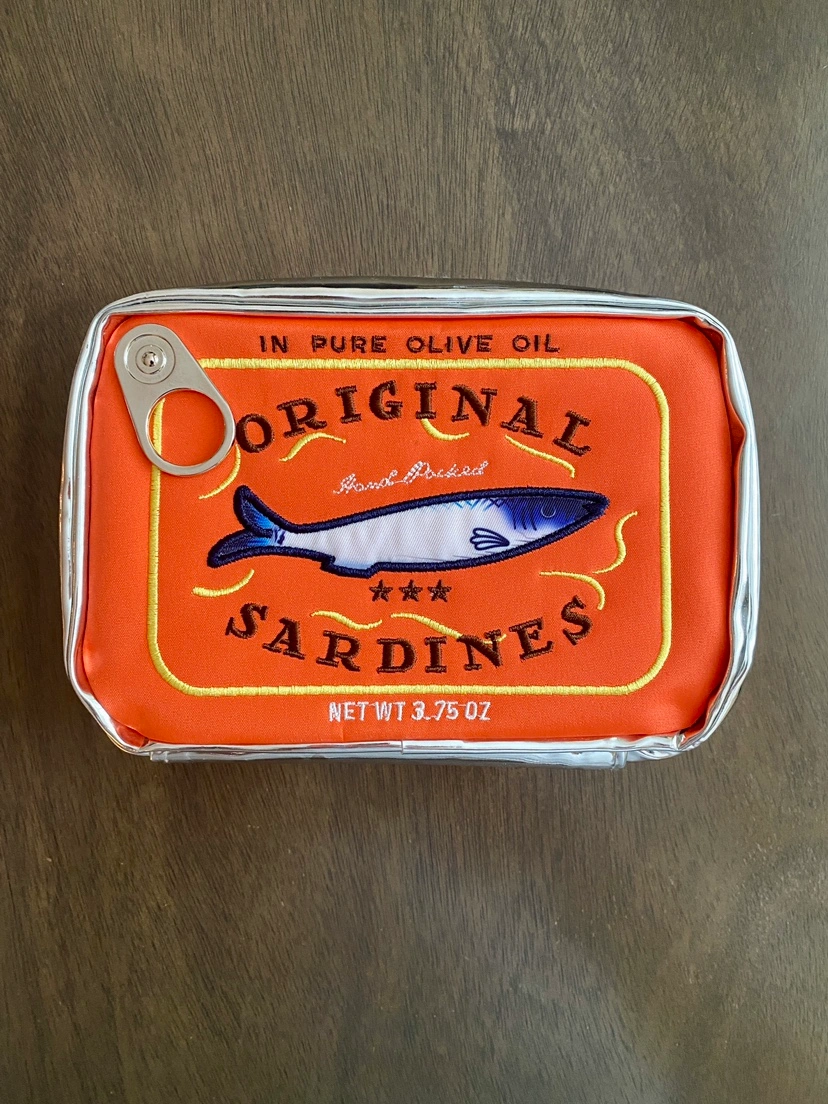 IN PURE OLIVE OIL
ORIGINAL
Hand-Packed
SARDINES
NET WT 3.75 OZ